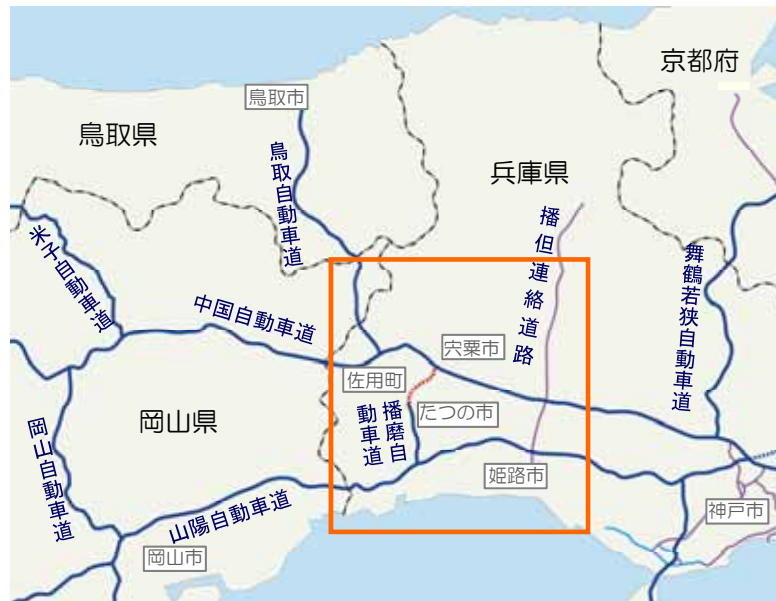 京都府
鳥取市
鳥取県
鳥取自動車道
兵庫県
播但連絡道路
米子自動車道
舞鶴若狭自動車道
中国自動車道
宍粟市
佐用町
播磨自
動車道
たつの市
岡山県
岡山自動車道
姫路市
山陽自動車道
神戸市
岡山市